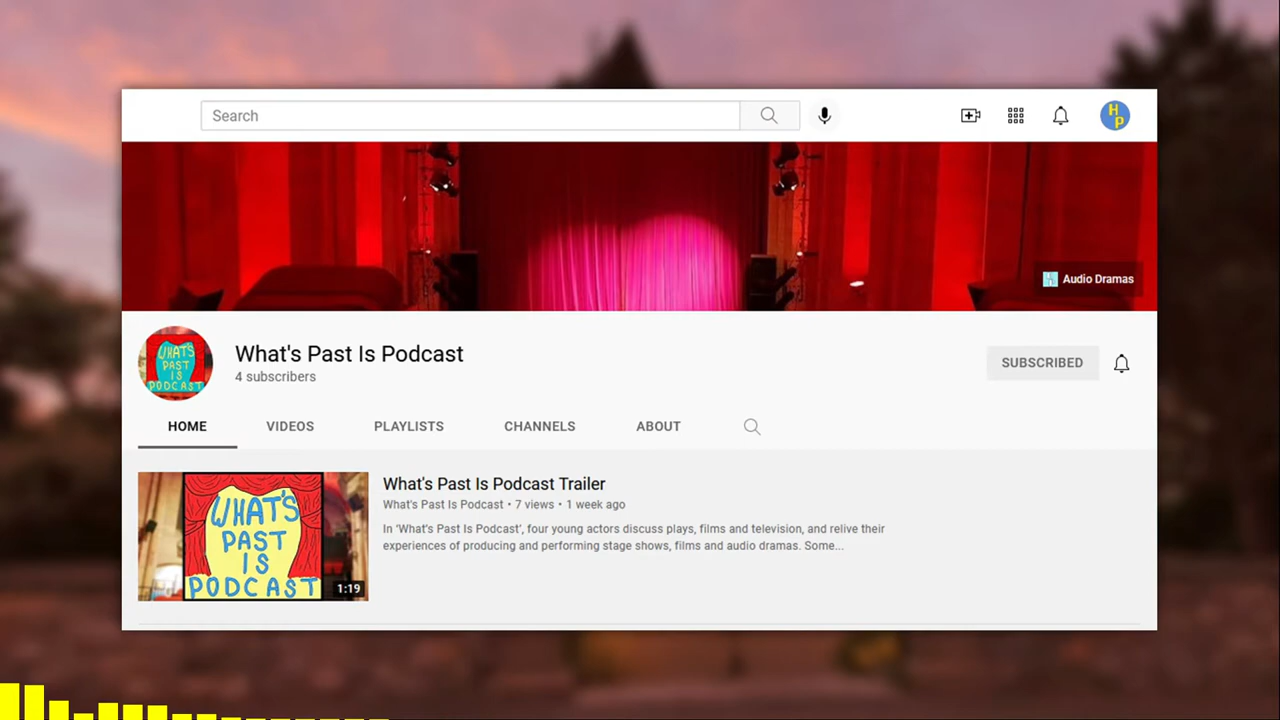 Search
H
P
Audio Dramas
WHAT'S
PAST
IS
PODCAST
What's Past Is Podcast
4 subscribers
SUBSCRIBED
HOME VIDEOS PLAYLISTS CHANNELS ABOUT
WHAT'S
PAST
IS
PODCAST
1:19
What's Past Is Podcast Trailer
What's Past Is Podcast • 7 views • 1 week ago
In ‘What’s Past Is Podcast’, four young actors discuss plays, films and television, and relive their
experiences of producing and performing stage shows, films and audio dramas. Some...